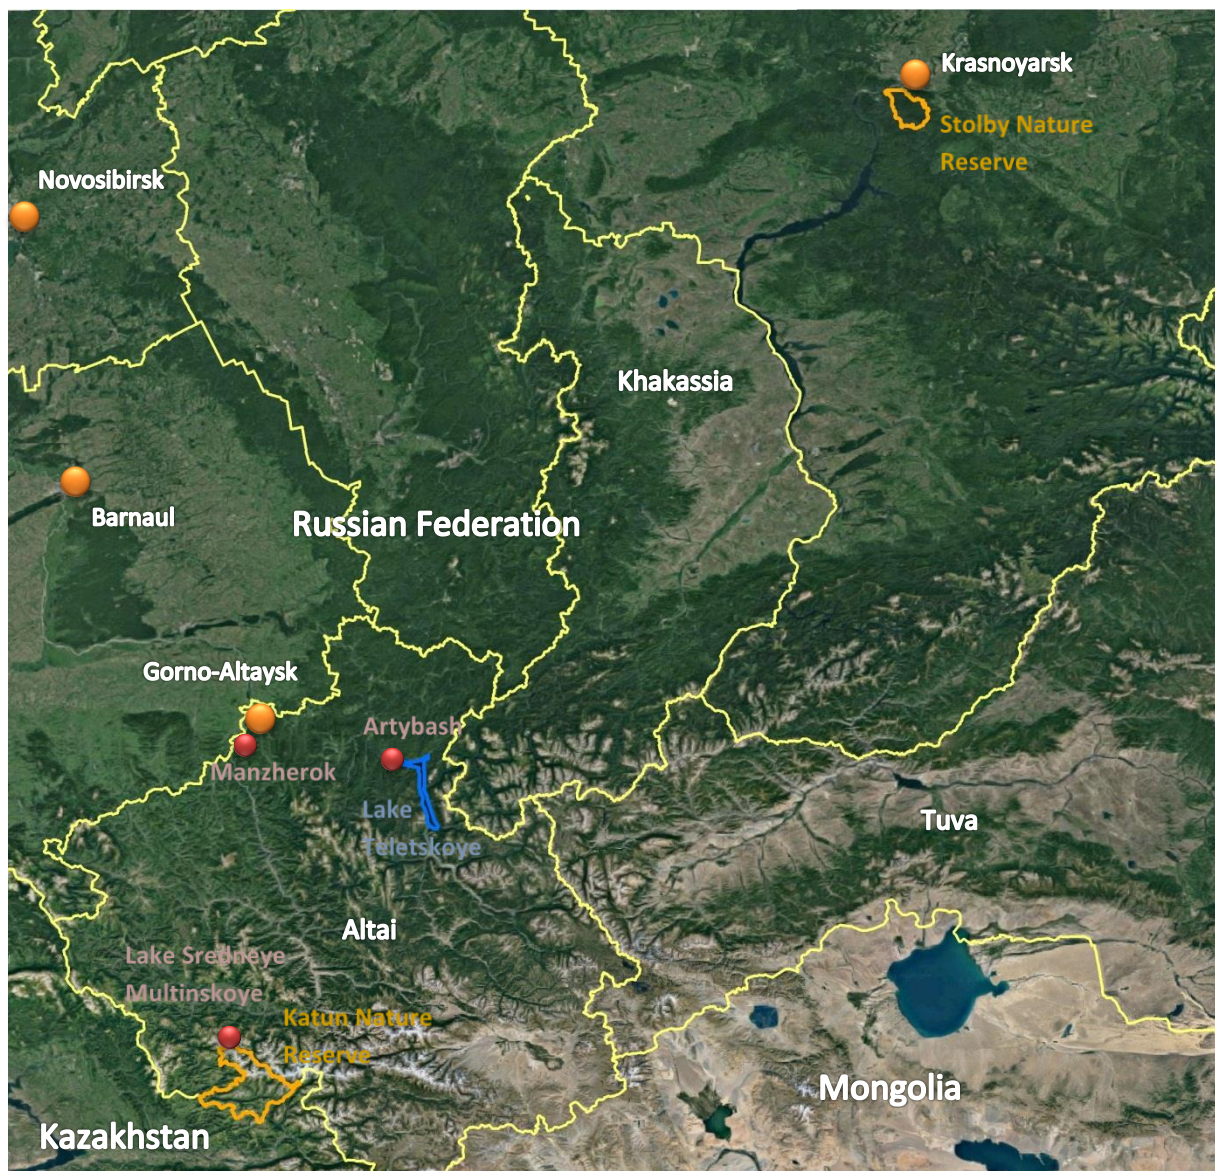 Krasnoyarsk
Stolby Nature
Reserve
Novosibirsk
Khakassia
Barnaul
Russian Federation
Gorno-Altaysk
Artybash
Manzherok
Lake
Teletskoye
Tuva
Altai
Lake Sredneye
Multinskoye
Katun Nature
Reserve
Mongolia
Kazakhstan